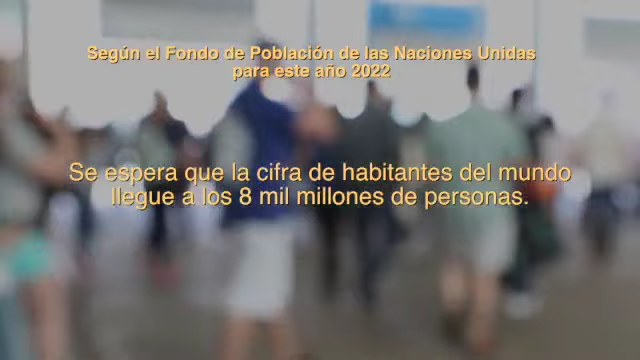 Según el Fondo de Población de las Naciones Unidas
para este año 2022
Se espera que la cifra de habitantes del mundo
llegue a los 8 mil millones de personas.